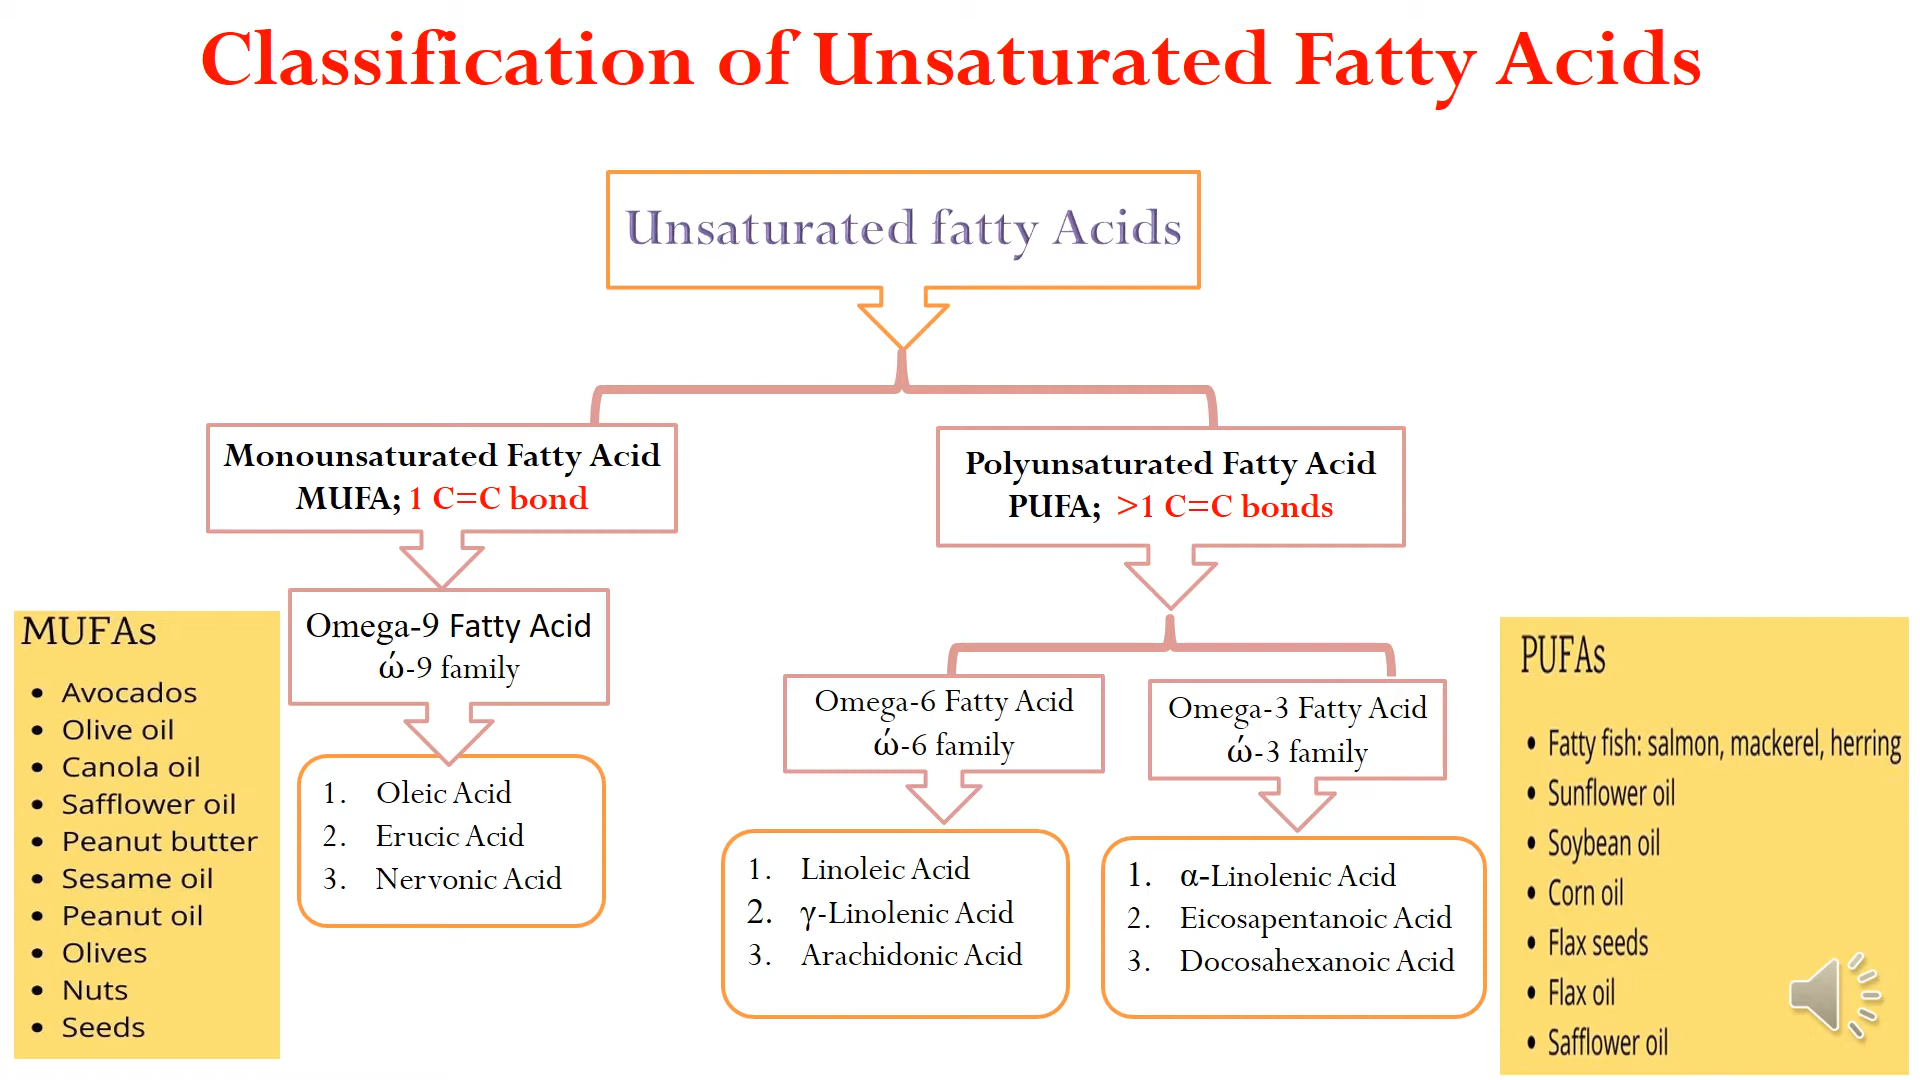 Classification of Unsaturated Fatty Acids
Unsaturated fatty Acids
Monounsaturated Fatty Acid
MUFA; 1 C=C bond
Polyunsaturated Fatty Acid
PUFA; >1 C=C bonds
Omega-9 Fatty Acid
ώ-9 family
Omega-6 Fatty Acid
ώ-6 family
Omega-3 Fatty Acid
ώ-3 family
1. Oleic Acid
2. Erucic Acid
3. Nervonic Acid
1. Linoleic Acid
2. γ-Linolenic Acid
3. Arachidonic Acid
1. α-Linolenic Acid
2. Eicosapentanoic Acid
3. Docosahexanoic Acid
MUFAs
• Avocados
• Olive oil
• Canola oil
• Safflower oil
• Peanut butter
• Sesame oil
• Peanut oil
• Olives
• Nuts
• Seeds
PUFAs
• Fatty fish: salmon, mackerel, herring
• Sunflower oil
• Soybean oil
• Corn oil
• Flax seeds
• Flax oil
• Safflower oil